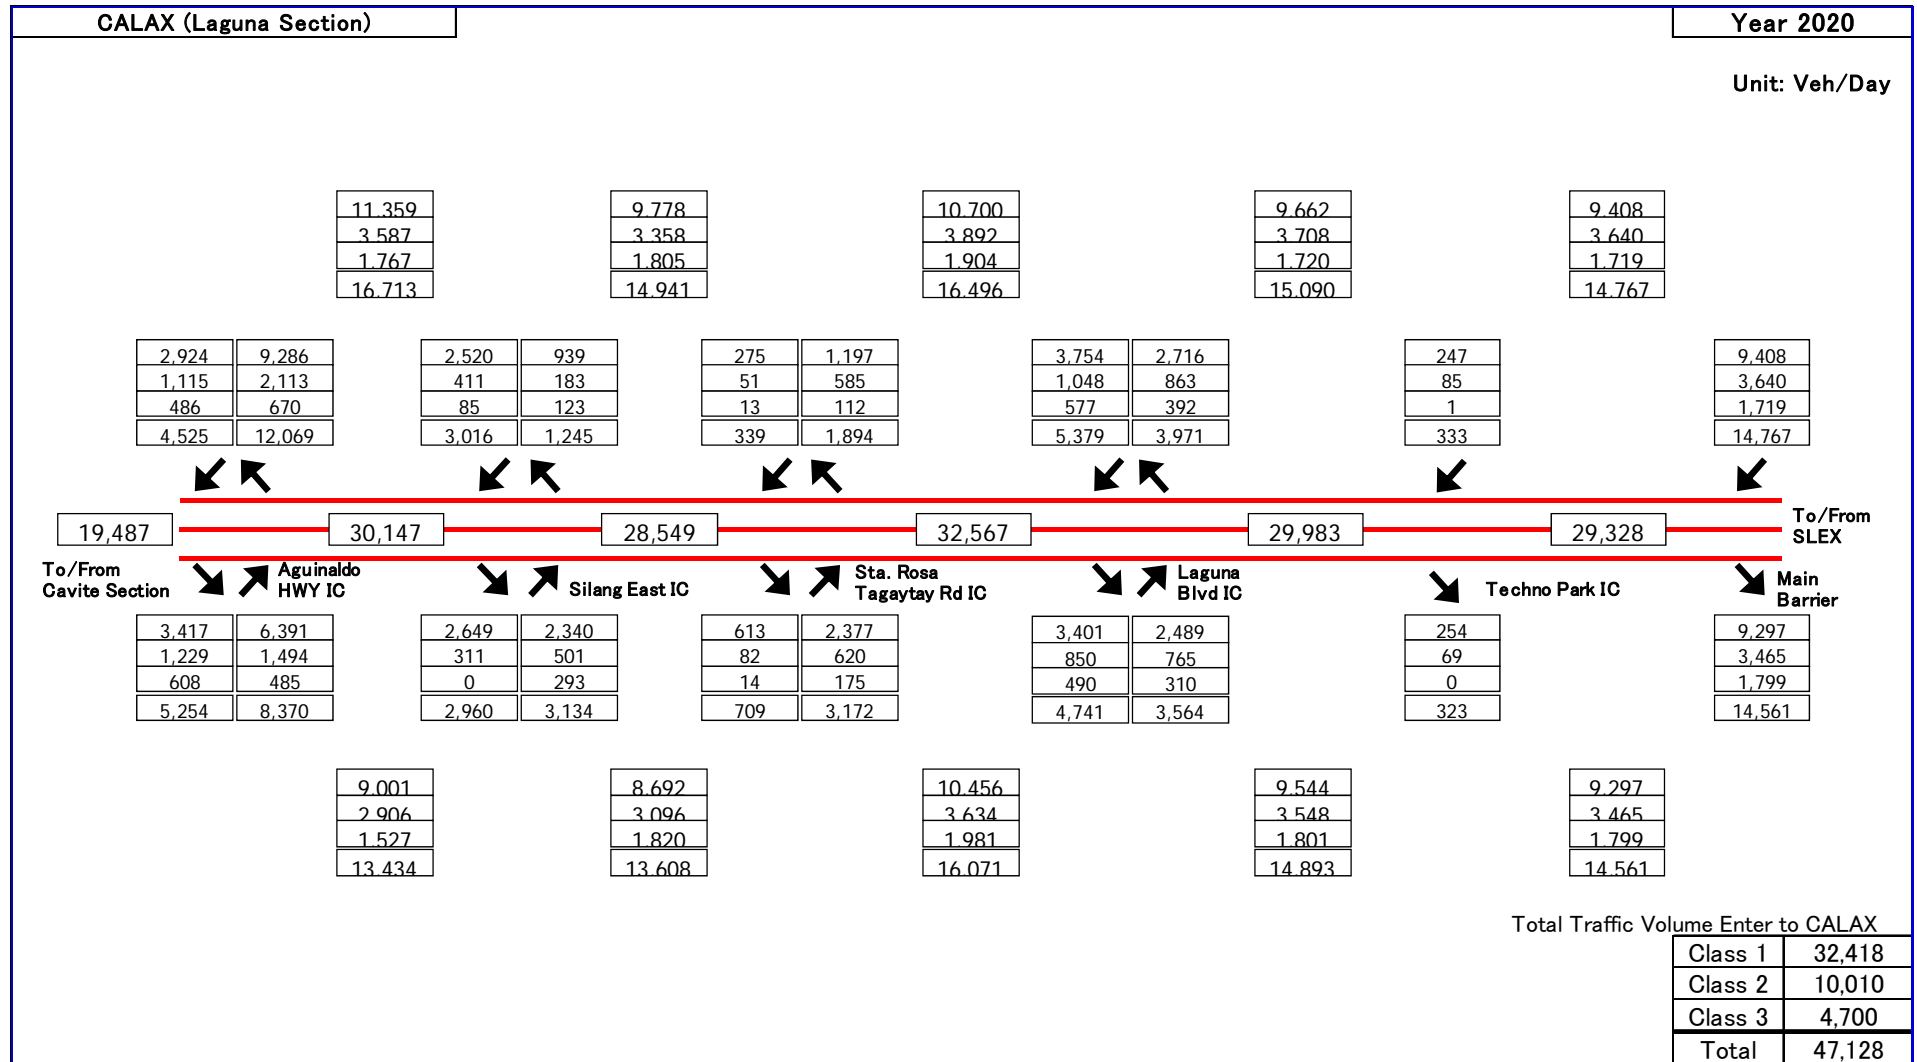 CALAX (Laguna Section) Year 2020
Unit: Veh/Day
11.359 9.778 10.700 9.662 9.408
3.587 3.358 3.892 3.708 3.640
1.767 1.805 1.904 1.720 1.719
16.713 14.941 16.496 15.090 14.767
2,924 9,286 2,520 939 275 1,197 3,754 2,716 247 9,408
1,115 2,113 411 183 51 585 1,048 863 85 3,640
486 670 85 123 13 112 577 392 1 1,719
4,525 12,069 3,016 1,245 339 1,894 5,379 3,971 333 14,767
19,487 30,147 28,549 32,567 29,983 29,328
To/From
SLEX
To/From
Cavite Section
Aguinaldo
HWY IC
Silang East IC
Sta. Rosa
Tagaytay Rd IC
Laguna
Blvd IC
Techno Park IC
Main
Barrier
3,417 6,391 2,649 2,340 613 2,377 3,401 2,489 254 9,297
1,229 1,494 311 501 82 620 850 765 69 3,465
608 485 0 293 14 175 490 310 0 1,799
5,254 8,370 2,960 3,134 709 3,172 4,741 3,564 323 14,561
9.001 8.692 10.456 9.544 9.297
2.906 3.096 3.634 3.548 3.465
1.527 1.820 1.981 1.801 1.799
13.434 13.608 16.071 14.893 14.561
Total Traffic Volume Enter to CALAX
Class 1 32,418
Class 2 10,010
Class 3 4,700
Total 47,128